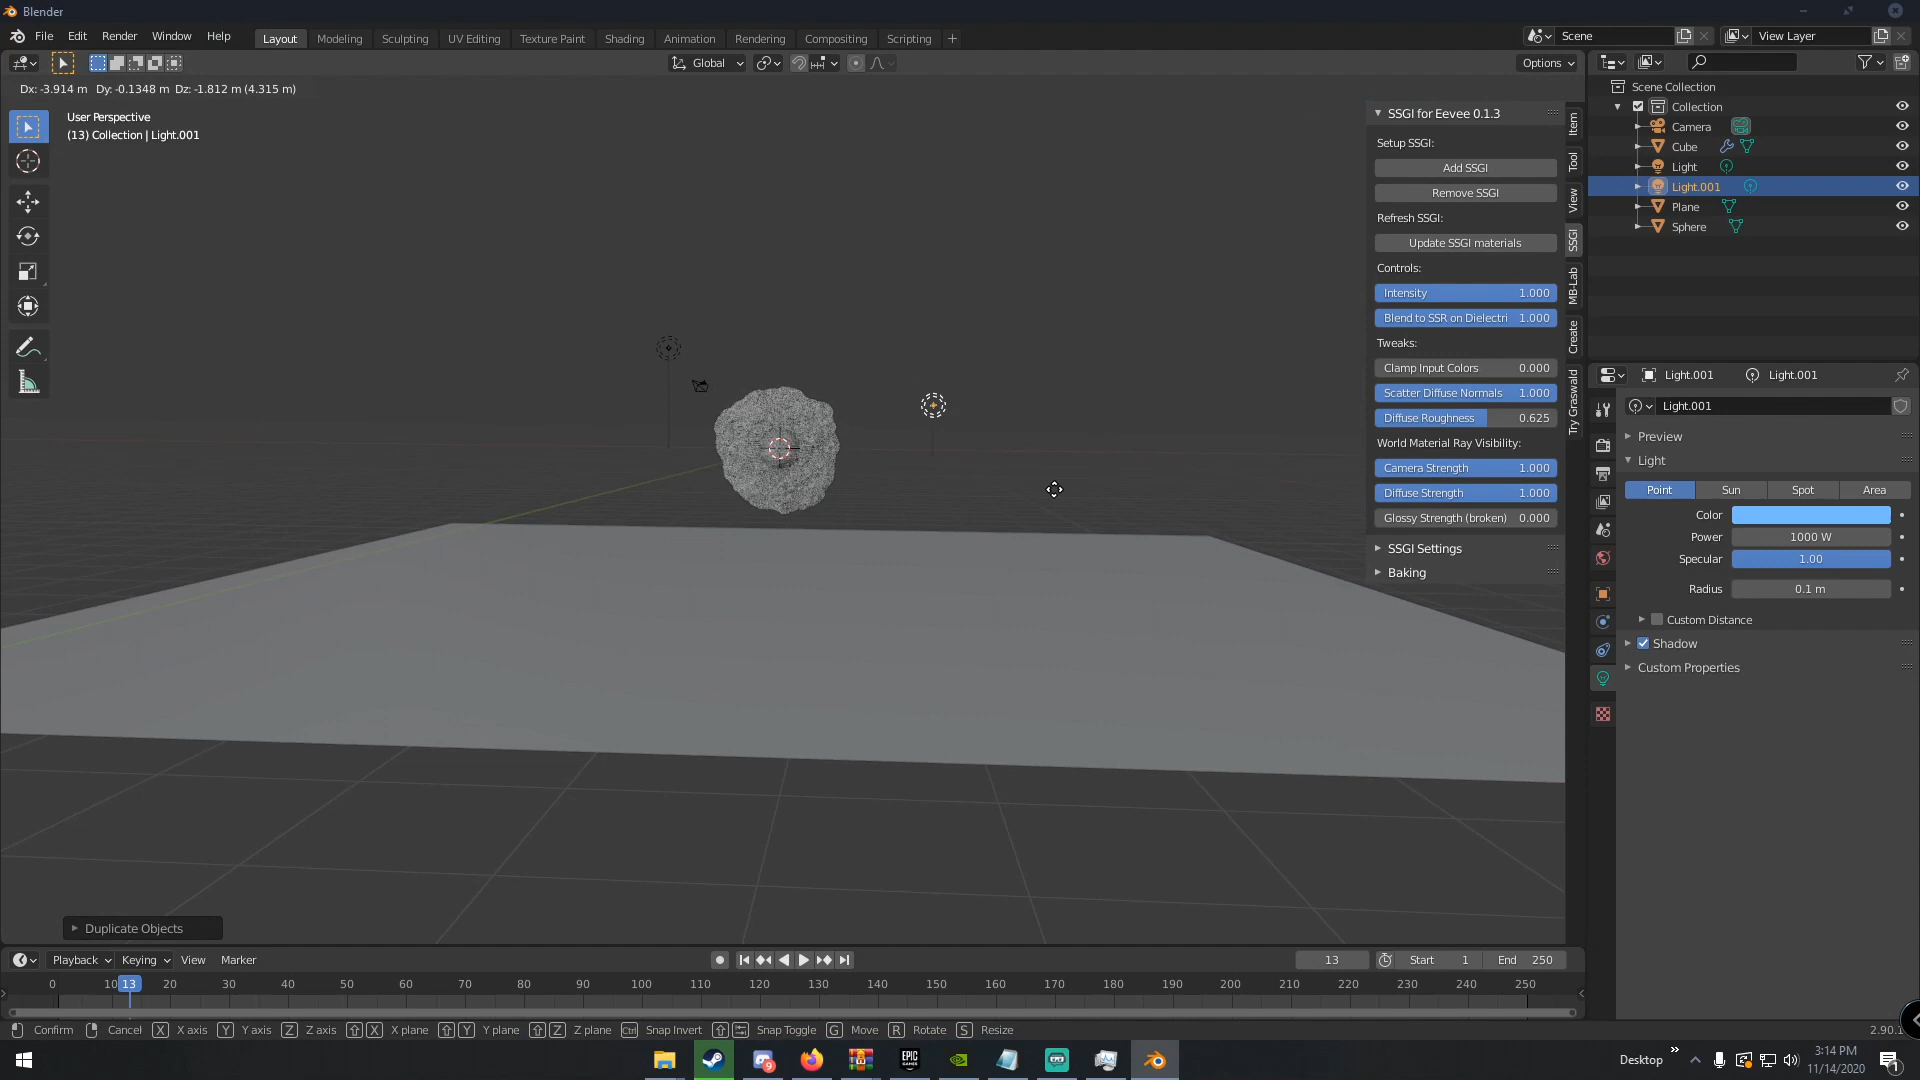 Blender
File Edit Render Window Help
Layout Modeling Sculpting UV Editing Texture Paint Shading Animation Rendering Compositing Scripting +
Scene
View Layer
Global
Options
Dx: -3.914 m Dy: -0.1348 m Dz: -1.812 m (4.315 m)
User Perspective
(13) Collection | Light.001
SSGI for Eevee 0.1.3
Setup SSGI:
Add SSGI
Remove SSGI
Refresh SSGI:
Update SSGI materials
Controls:
Intensity 1.000
Blend to SSR on Dielectri 1.000
Tweaks:
Clamp Input Colors 0.000
Scatter Diffuse Normals 1.000
Diffuse Roughness 0.625
World Material Ray Visibility:
Camera Strength 1.000
Diffuse Strength 1.000
Glossy Strength (broken) 0.000
SSGI Settings
Baking
Item
Tool
View
SSGI
MB-Lab
Create
Try Graswald
Scene Collection
Collection
Camera
Cube
Light
Light.001
Plane
Sphere
Light.001 Light.001
Light.001
Preview
Light
Point Sun Spot Area
Color
Power 1000 W
Specular 1.00
Radius 0.1 m
Custom Distance
Shadow
Custom Properties
Duplicate Objects
Playback Keying View Marker
13 Start 1 End 250
0 10 13 20 30 40 50 60 70 80 90 100 110 120 130 140 150 160 170 180 190 200 210 220 230 240 250
Confirm Cancel X X axis Y Y axis Z Z axis X X plane Y Y plane Z Z plane Ctrl Snap Invert Snap Toggle G Move R Rotate S Resize
2.90.1
EPIC GAMES
9
Desktop
3:14 PM
11/14/2020
1